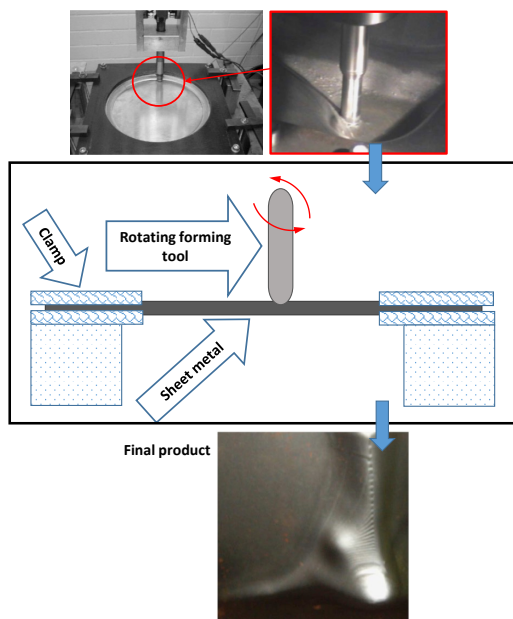 Clamp
Rotating forming
tool
Sheet metal
Final product